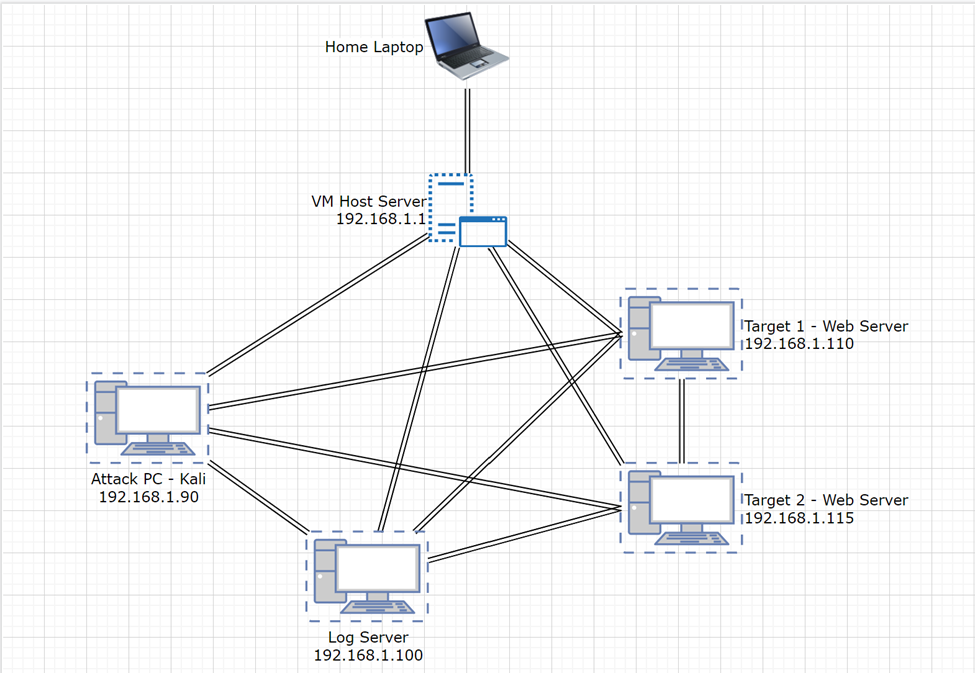 Home Laptop
VM Host Server
192.168.1.1
Target 1 - Web Server
192.168.1.110
Attack PC - Kali
192.168.1.90
Target 2 - Web Server
192.168.1.115
Log Server
192.168.1.100